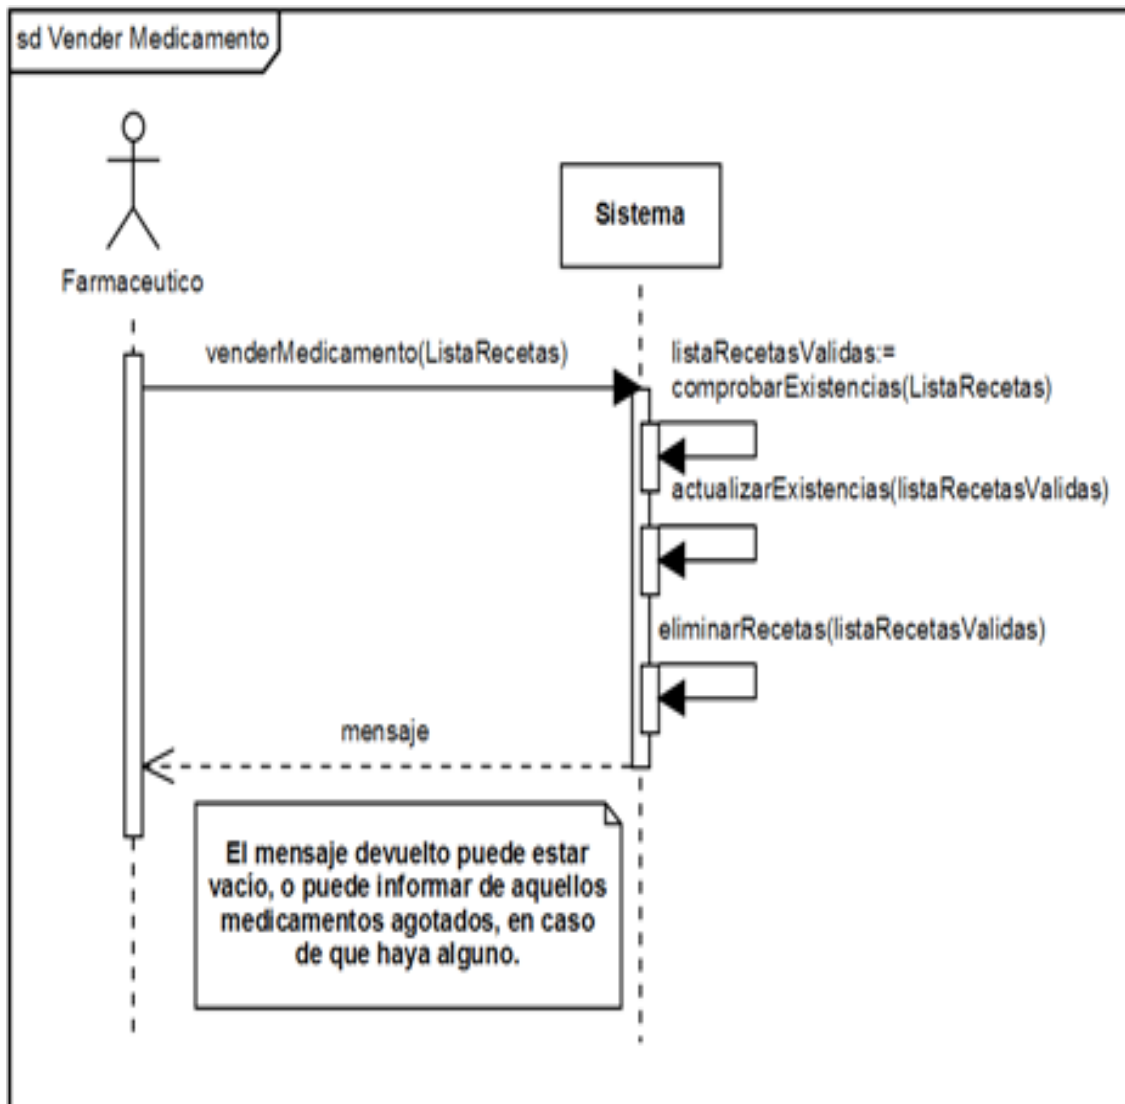 sd Vender Medicamento
Sistema
Farmaceutico
venderMedicamento(ListaRecetas)
listaRecetasValidas:=
comprobarExistencias(ListaRecetas)
actualizarExistencias(listaRecetasValidas)
eliminarRecetas(listaRecetasValidas)
mensaje
El mensaje devuelto puede estar
vacío, o puede informar de aquellos
medicamentos agotados, en caso
de que haya alguno.